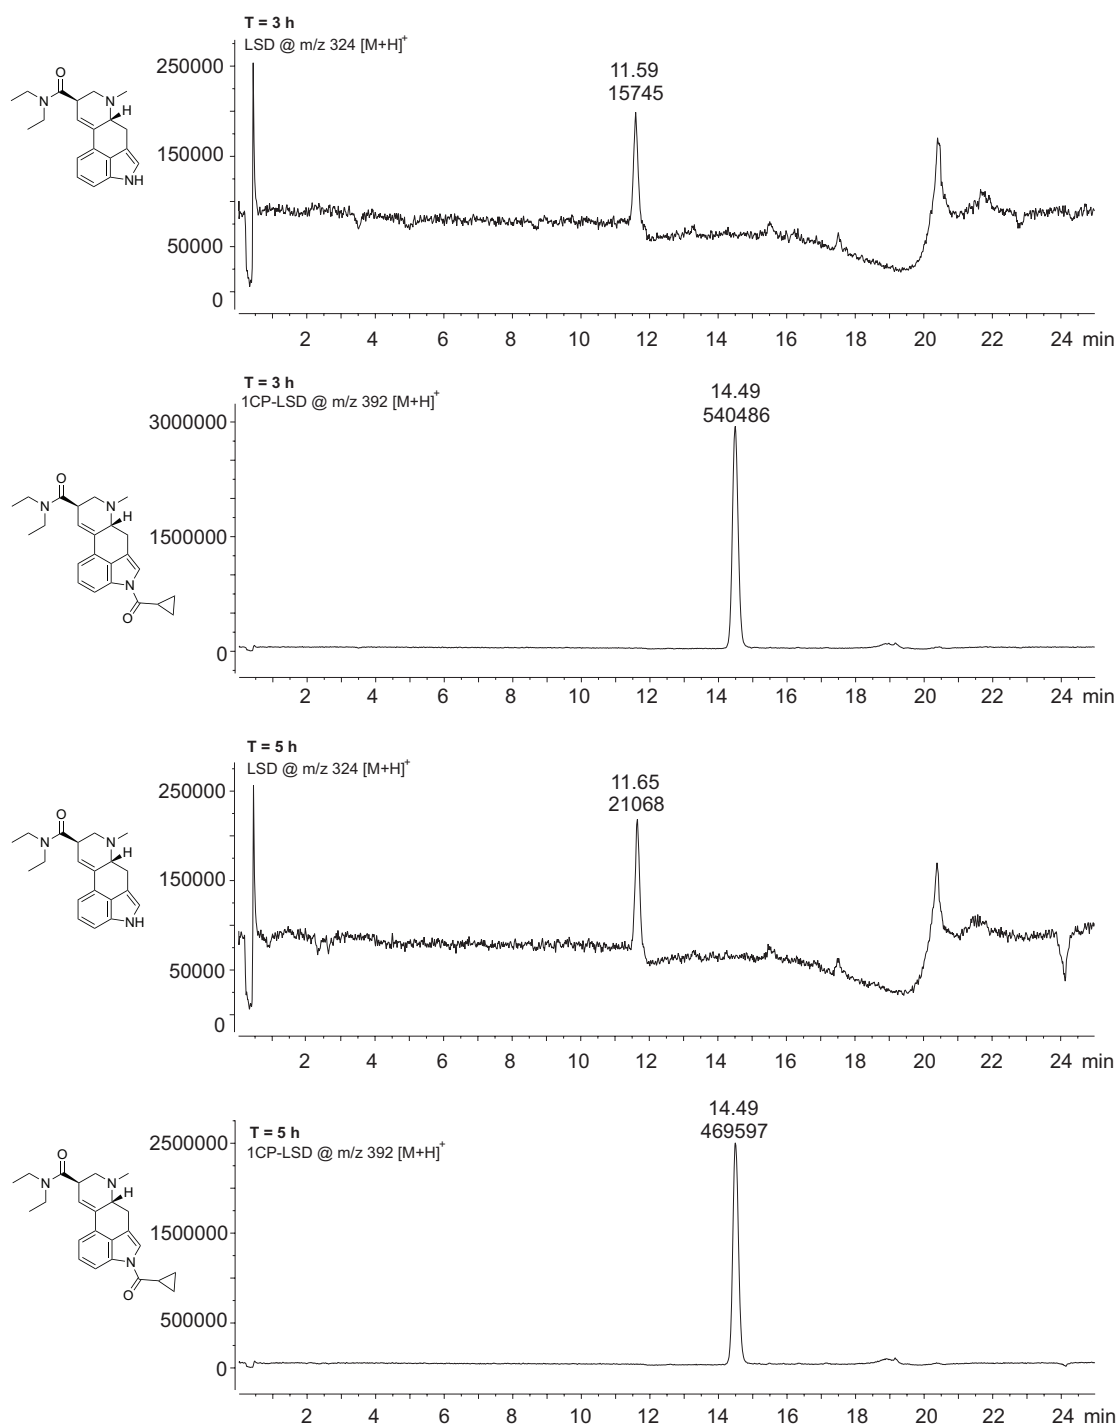 T = 3 h
LSD @ m/z 324 [M+H]+
250000
150000
50000
0
11.59
15745
O
N
N
H
NH
2 4 6 8 10 12 14 16 18 20 22 24 min
T = 3 h
1CP-LSD @ m/z 392 [M+H]+
3000000
1500000
0
14.49
540486
O
N
N
H
N
O
2 4 6 8 10 12 14 16 18 20 22 24 min
T = 5 h
LSD @ m/z 324 [M+H]+
250000
150000
50000
0
11.65
21068
O
N
N
H
NH
2 4 6 8 10 12 14 16 18 20 22 24 min
T = 5 h
1CP-LSD @ m/z 392 [M+H]+
2500000
1500000
500000
0
14.49
469597
O
N
N
H
N
O
2 4 6 8 10 12 14 16 18 20 22 24 min